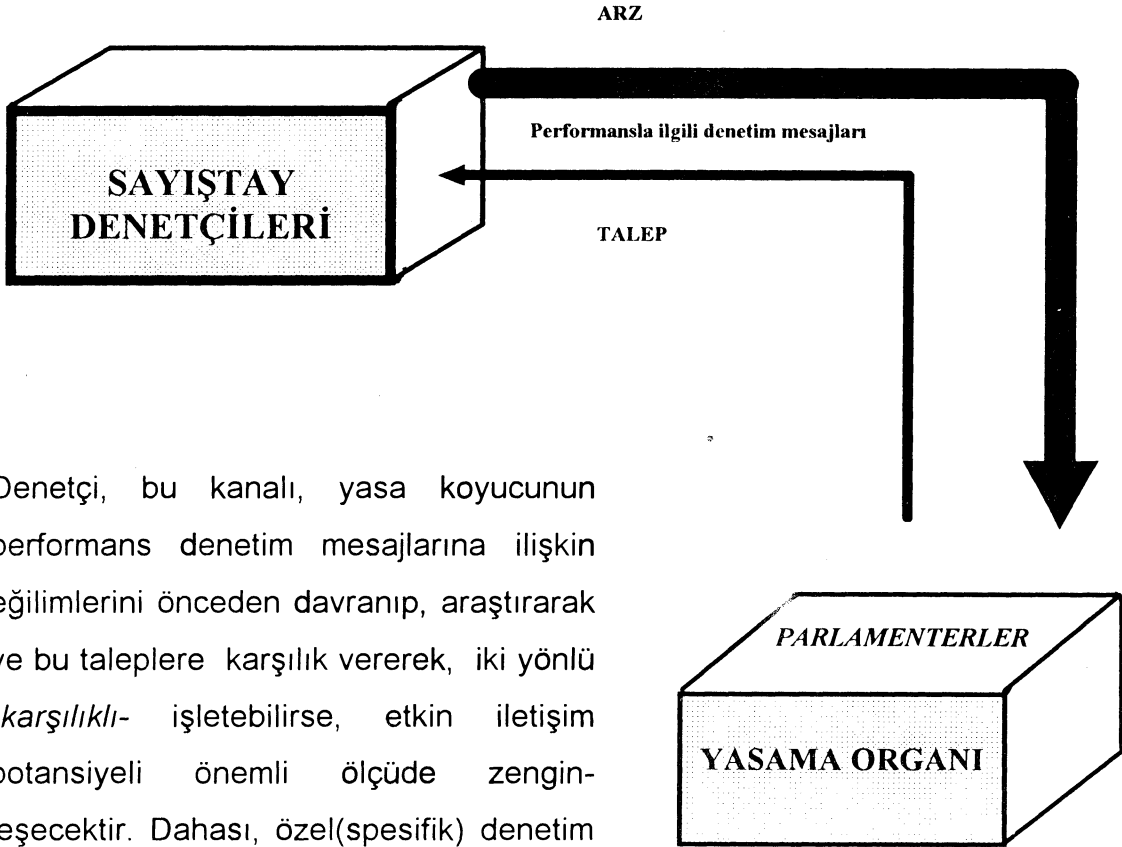 ARZ
Performansla ilgili denetim mesajları
SAYIŞTAY
DENETÇİLERİ
TALEP
Denetçi, bu kanalı, yasa koyucunun
performans denetim mesajlarına ilişkin
eğilimlerini önceden davranıp, araştırarak
ve bu taleplere karşılık vererek, iki yönlü
-karşılıklı- işletebilirse, etkin iletişim
potansiyeli önemli ölçüde zengin-
leşecektir. Dahası, özel(spesifik) denetim
PARLAMENTERLER
YASAMA ORGANI